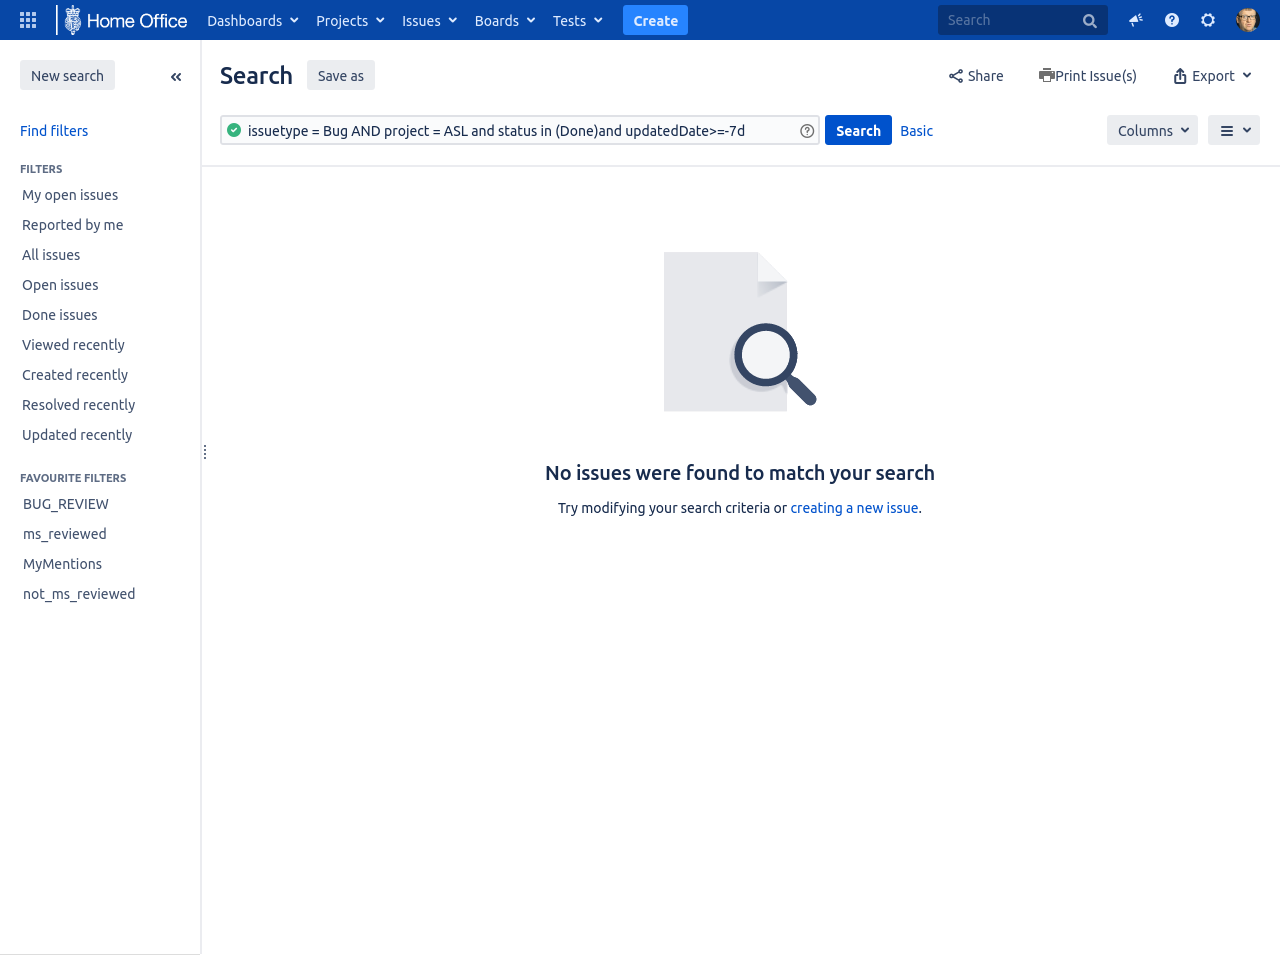 Home Office Dashboards Projects Issues Boards Tests Create Search
New search
Search Save as Share Print Issue(s) Export
Find filters
issuetype = Bug AND project = ASL and status in (Done)and updatedDate>=-7d Search Basic Columns
FILTERS
My open issues
Reported by me
All issues
Open issues
Done issues
Viewed recently
Created recently
Resolved recently
Updated recently
FAVOURITE FILTERS
BUG_REVIEW
ms_reviewed
MyMentions
not_ms_reviewed
No issues were found to match your search
Try modifying your search criteria or creating a new issue.